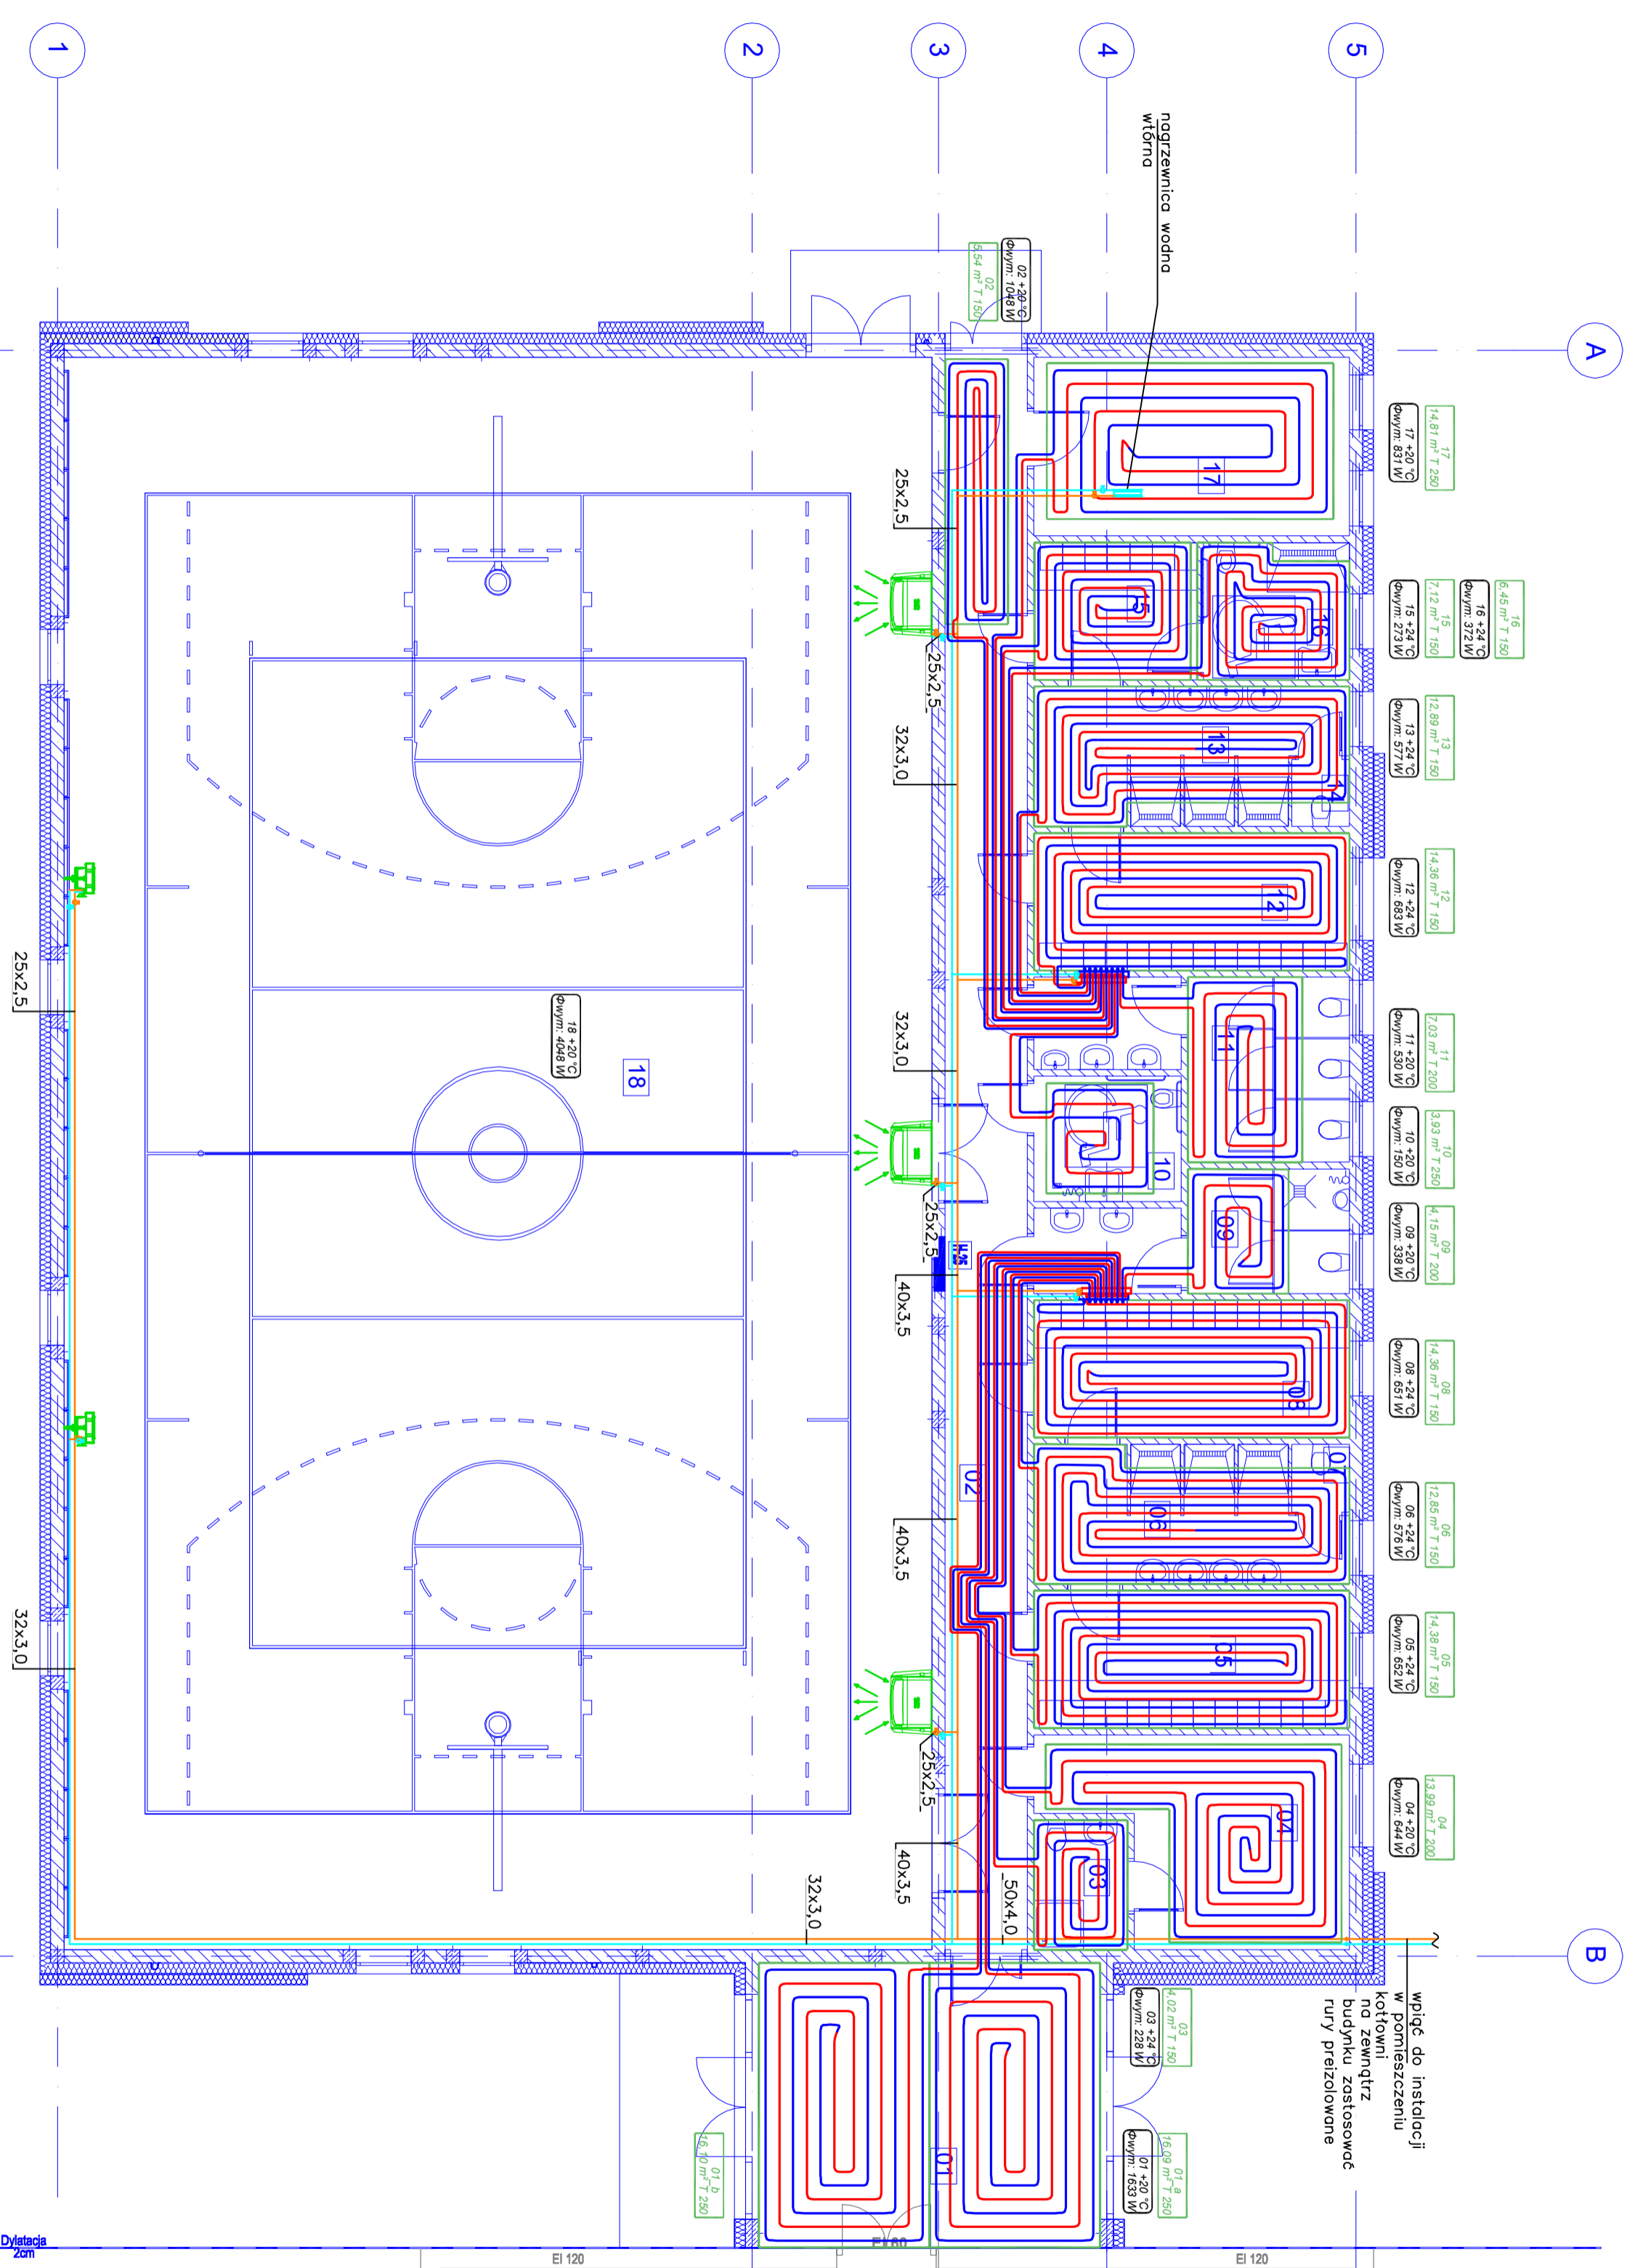 1
2
3
4
5
A
B
nagrzewnica wodna
wtórna
02 +20 °C
Φwym: 1048 W
02
5,54 m² T 150
17
14,81 m² T 250
17 +20 °C
Φwym: 831 W
16
6,45 m² T 150
16 +24 °C
Φwym: 372 W
15
7,12 m² T 150
15 +24 °C
Φwym: 273 W
13
12,89 m² T 150
13 +24 °C
Φwym: 577 W
12
14,36 m² T 150
12 +24 °C
Φwym: 683 W
11
7,03 m² T 200
11 +20 °C
Φwym: 530 W
10
3,93 m² T 250
10 +20 °C
Φwym: 150 W
09
4,15 m² T 200
09 +20 °C
Φwym: 338 W
08
14,36 m² T 150
08 +24 °C
Φwym: 651 W
06
12,85 m² T 150
06 +24 °C
Φwym: 576 W
05
14,38 m² T 150
05 +24 °C
Φwym: 652 W
04
13,99 m² T 200
04 +20 °C
Φwym: 644 W
03
4,02 m² T 150
03 +24 °C
Φwym: 228 W
01_a
16,09 m² T 250
01 +20 °C
Φwym: 1633 W
01_b
16,10 m² T 250
wpiąć do instalacji
w pomieszczeniu
kotłowni
na zewnątrz
budynku zastosować
rury preizolowane
17
15
16
13
14
12
11
10
09
08
07
06
05
04
03
02
01
18
18 +20 °C
Φwym: 4048 W
H.25
25x2,5
25x2,5
32x3,0
32x3,0
25x2,5
40x3,5
40x3,5
25x2,5
40x3,5
50x4,0
32x3,0
25x2,5
32x3,0
EI 60
EI 120
EI 120
Dylatacja
2cm